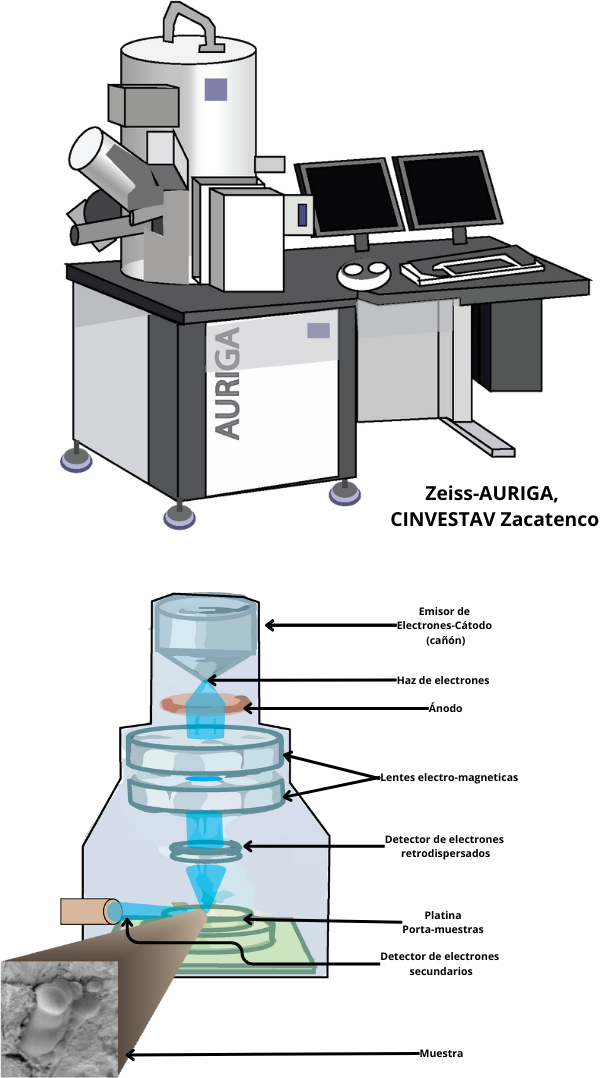 AURIGA
Zeiss-AURIGA,
CINVESTAV Zacatenco
Emisor de
Electrones-Cátodo
(cañón)
Haz de electrones
Ánodo
Lentes electro-magneticas
Detector de electrones
retrodispersados
Platina
Porta-muestras
Detector de electrones
secundarios
Muestra